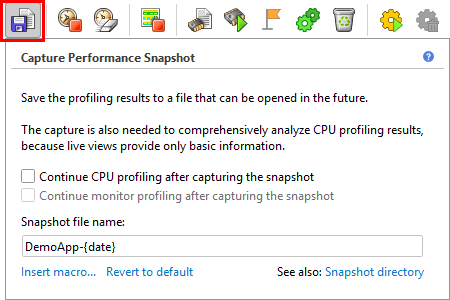 Capture Performance Snapshot
Save the profiling results to a file that can be opened in the future.
The capture is also needed to comprehensively analyze CPU profiling results,
because live views provide only basic information.
Continue CPU profiling after capturing the snapshot
Continue monitor profiling after capturing the snapshot
Snapshot file name:
DemoApp-{date}
Insert macro... Revert to default See also: Snapshot directory